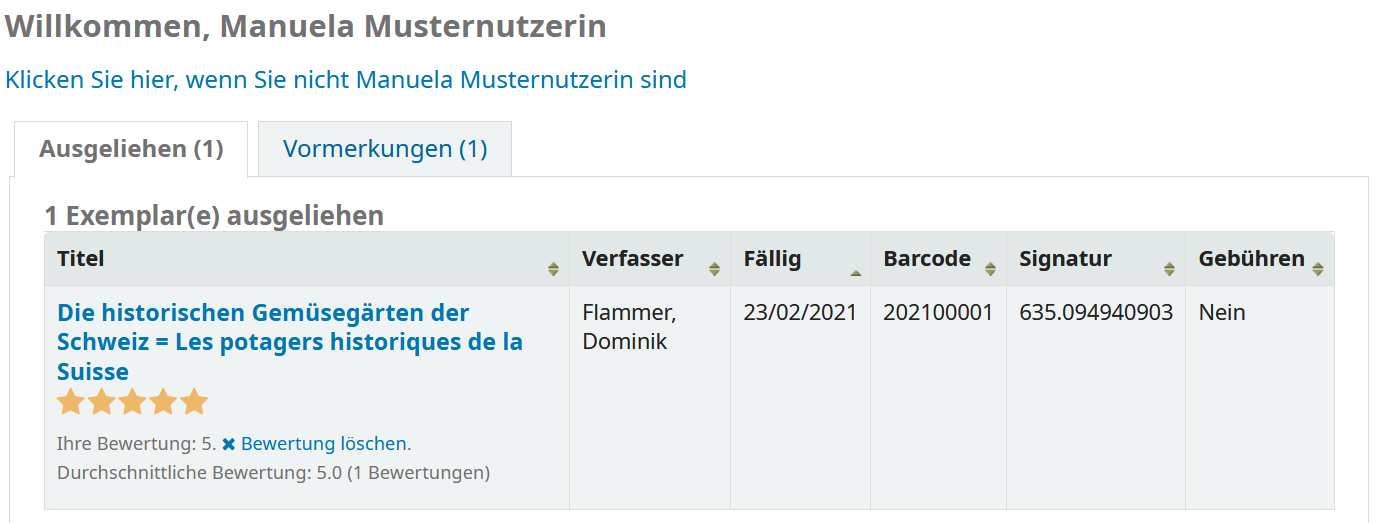 Willkommen, Manuela Musternutzerin
Klicken Sie hier, wenn Sie nicht Manuela Musternutzerin sind
Ausgeliehen (1) Vormerkungen (1)
1 Exemplar(e) ausgeliehen
Titel Verfasser Fällig Barcode Signatur Gebühren
Die historischen Gemüsegärten der
Schweiz = Les potagers historiques de la
Suisse
Flammer,
Dominik
23/02/2021
202100001
635.094940903
Nein
Ihre Bewertung: 5. ✖ Bewertung löschen.
Durchschnittliche Bewertung: 5.0 (1 Bewertungen)